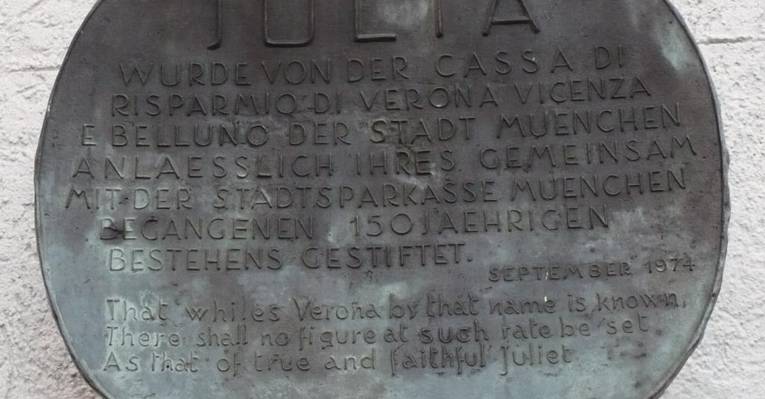 JULIA
WURDE VON DER CASSA DI
RISPARMIO DI VERONA VICENZA
E BELLUNO DER STADT MUENCHEN
ANLAESSLICH IHRES GEMEINSAM
MIT DER STADTSPARKASSE MUENCHEN
BEGANGENEN 150 JAEHRIGEN
BESTEHENS GESTIFTET.
SEPTEMBER 1974
That whiles Verona by that name is known,
There shall no figure at such rate be set
As that of true and faithful Juliet